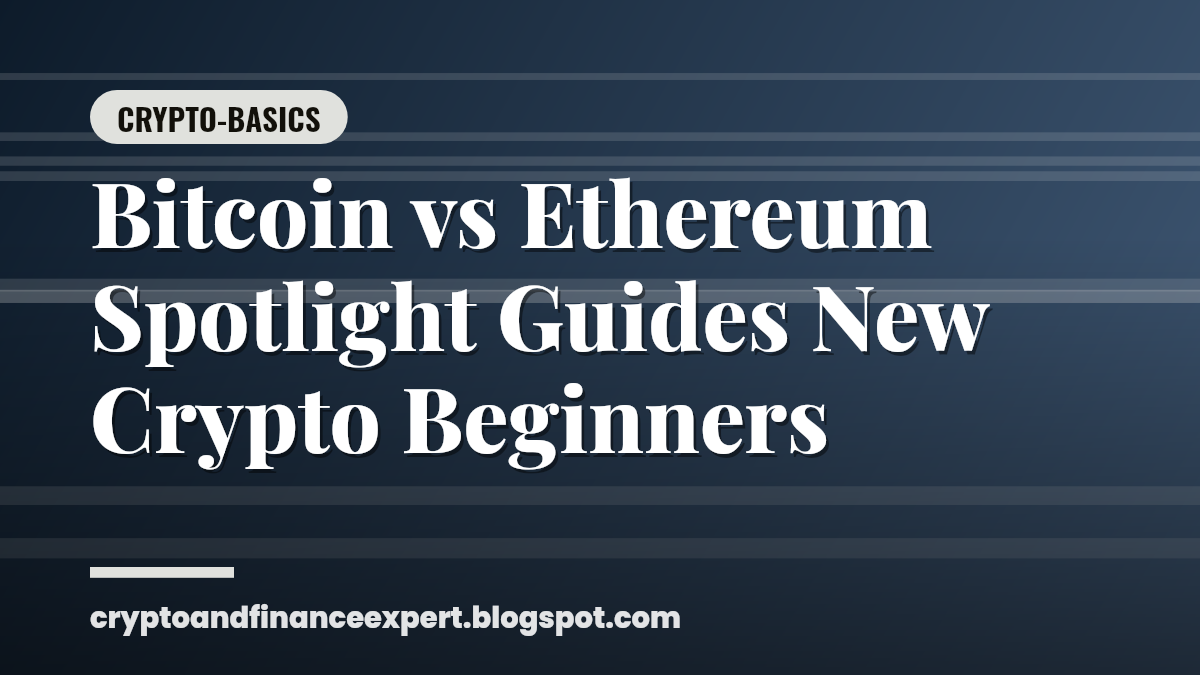 CRYPTO-BASICS
Bitcoin vs Ethereum
Spotlight Guides New
Crypto Beginners
cryptoandfinanceexpert.blogspot.com